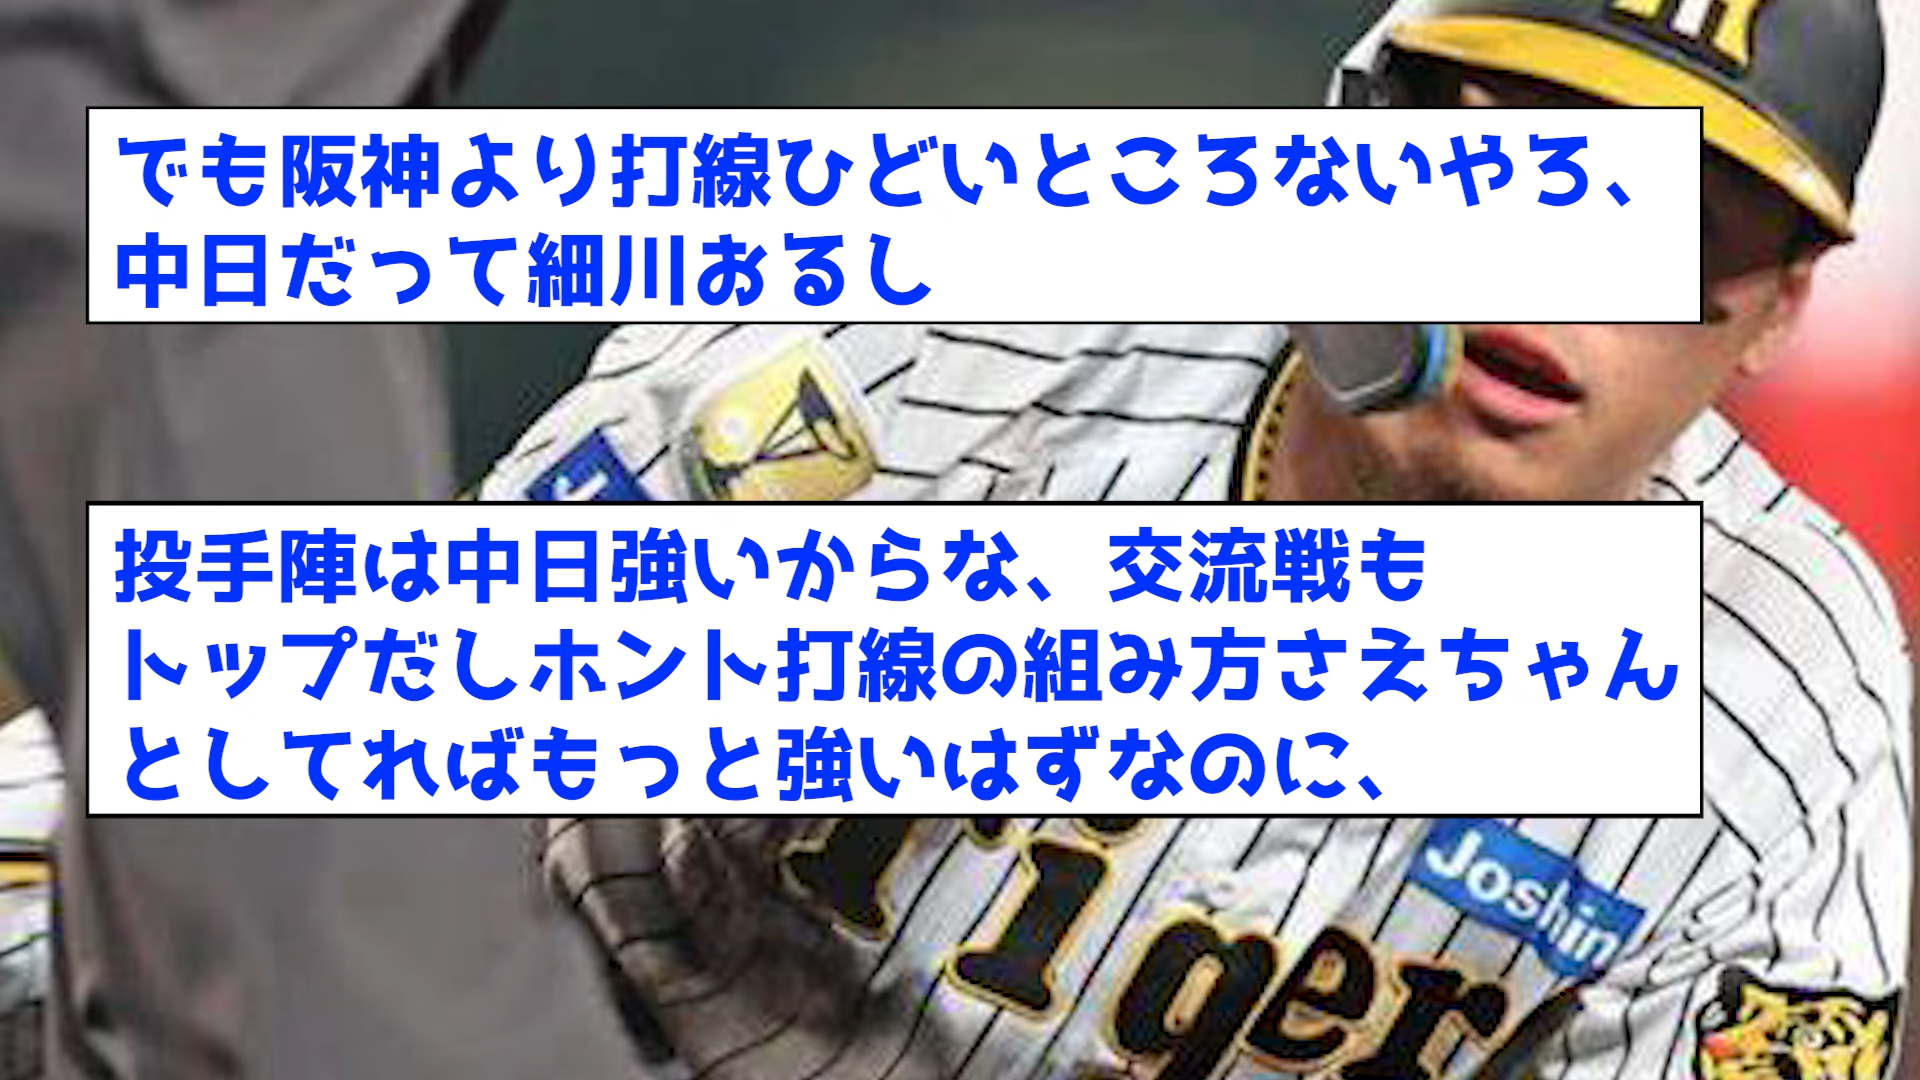 でも阪神より打線ひどいところないやろ、
中日だって細川おるし
投手陣は中日強いからな、交流戦も
トップだしホント打線の組み方さえちゃん
としてればもっと強いはずなのに、
Joshin
Tigers